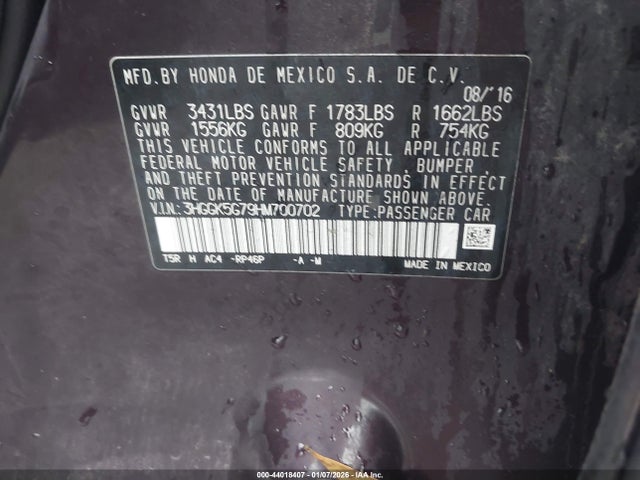 MFD.BY HONDA DE MEXICO S.A. DE C.V.
08/'16
GVWR 3431LBS GAWR F 1783LBS R 1662LBS
GVWR 1556KG GAWR F 809KG R 754KG
THIS VEHICLE CONFORMS TO ALL APPLICABLE
FEDERAL MOTOR VEHICLE SAFETY, BUMPER,
AND THEFT PREVENTION STANDARDS IN EFFECT
ON THE DATE OF MANUFACTURE SHOWN ABOVE.
V.I.N.: 3HGGK5G79HM700702 TYPE:PASSENGER CAR
T5R H AC4 -RP46P -A -M MADE IN MEXICO
000-44018407 - 01/07/2026 - IAA Inc.